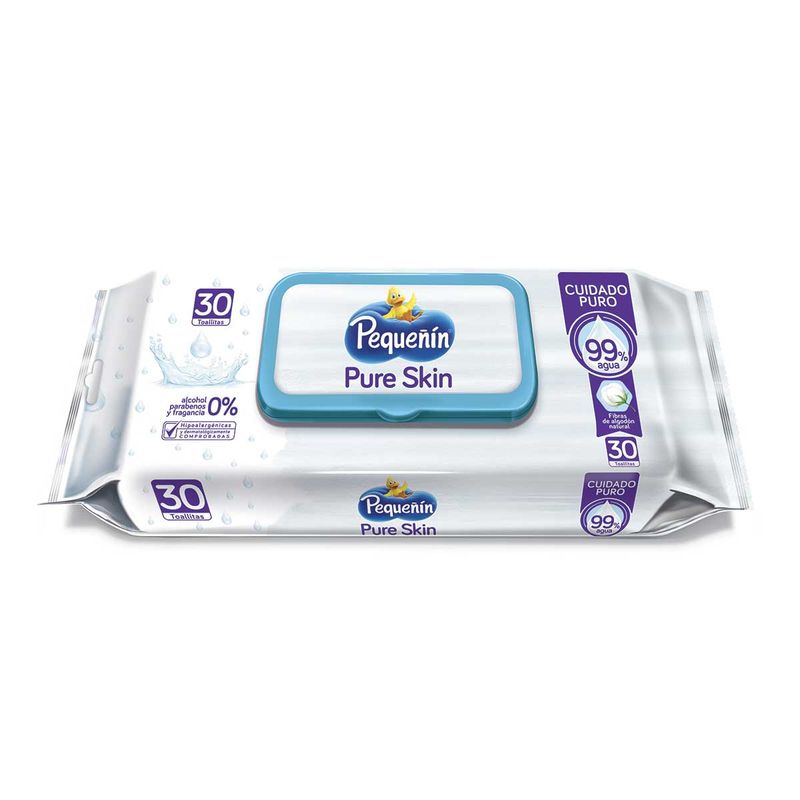 30
Toallitas
alcohol
parabenos
y fragancia
0%
Hipoalergénicas
y dermatológicamente
COMPROBADAS
Pequeñín
Pure Skin
CUIDADO
PURO
99%
agua
Fibras
de algodón
natural
30
Toallitas
30
Toallitas
Pequeñín
Pure Skin
CUIDADO
PURO
99%
agua